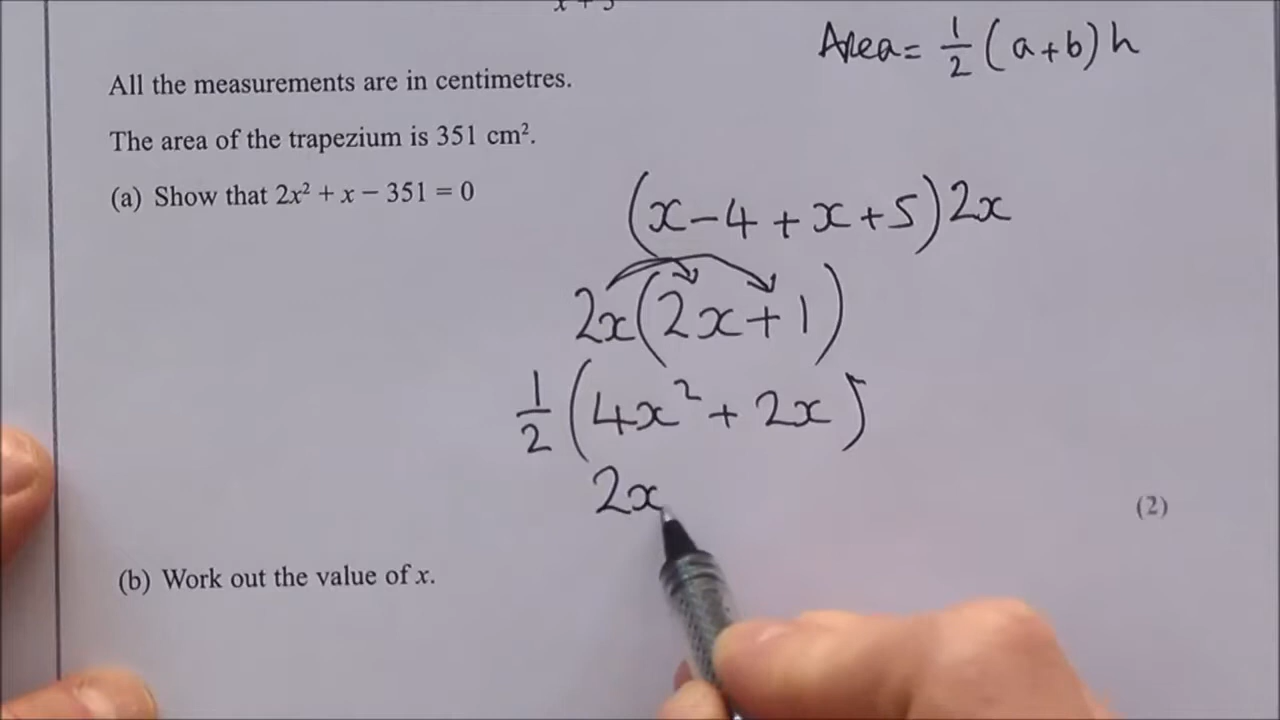 Area = 1/2 (a+b) h
All the measurements are in centimetres.
The area of the trapezium is 351 cm².
(a) Show that 2x² + x − 351 = 0
(x − 4 + x + 5) 2x
2x(2x + 1)
1/2 (4x² + 2x)
2x
(2)
(b) Work out the value of x.